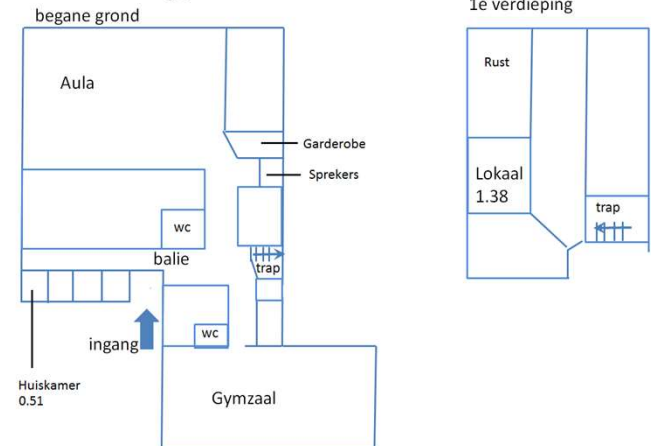 begane grond
1e verdieping
Aula
Rust
Garderobe
Sprekers
Lokaal
1.38
trap
wc
balie
trap
ingang
wc
Huiskamer
0.51
Gymzaal